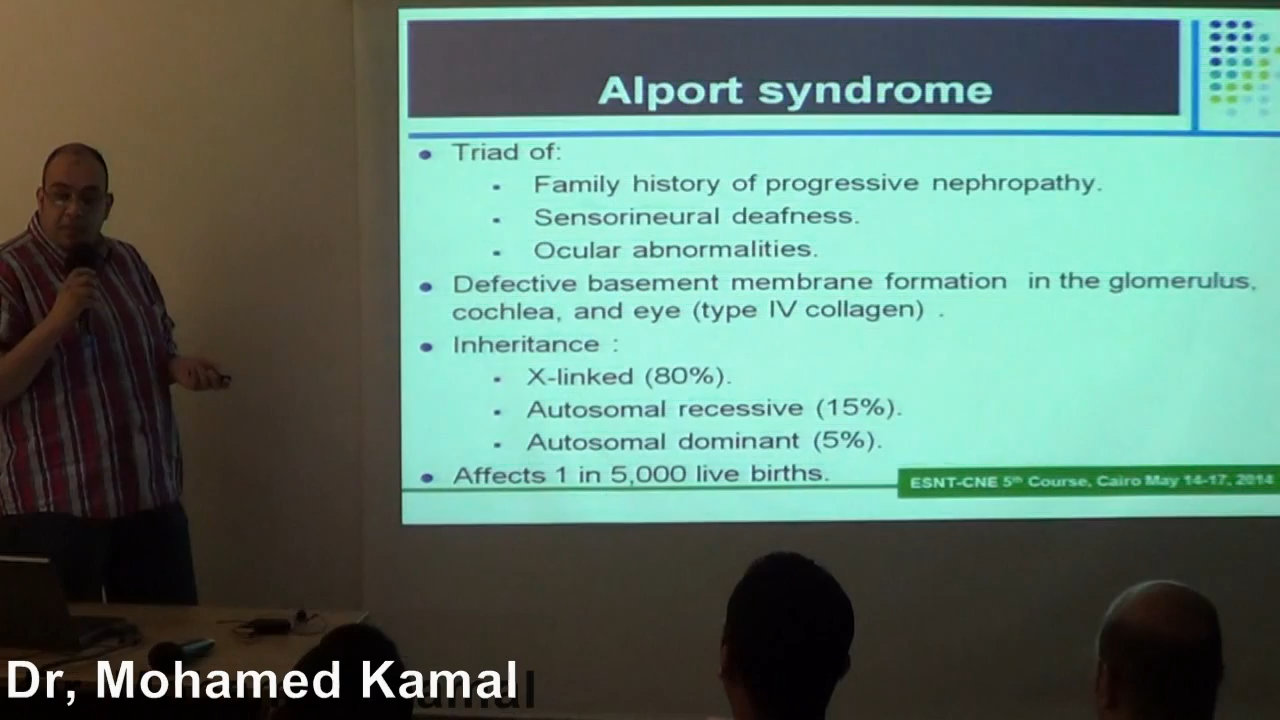 Alport syndrome
Triad of:
Family history of progressive nephropathy.
Sensorineural deafness.
Ocular abnormalities.
Defective basement membrane formation in the glomerulus,
cochlea, and eye (type IV collagen) .
Inheritance :
X-linked (80%).
Autosomal recessive (15%).
Autosomal dominant (5%).
Affects 1 in 5,000 live births.
ESNT-CNE 5th Course, Cairo May 14-17, 2014
Dr, Mohamed Kamal